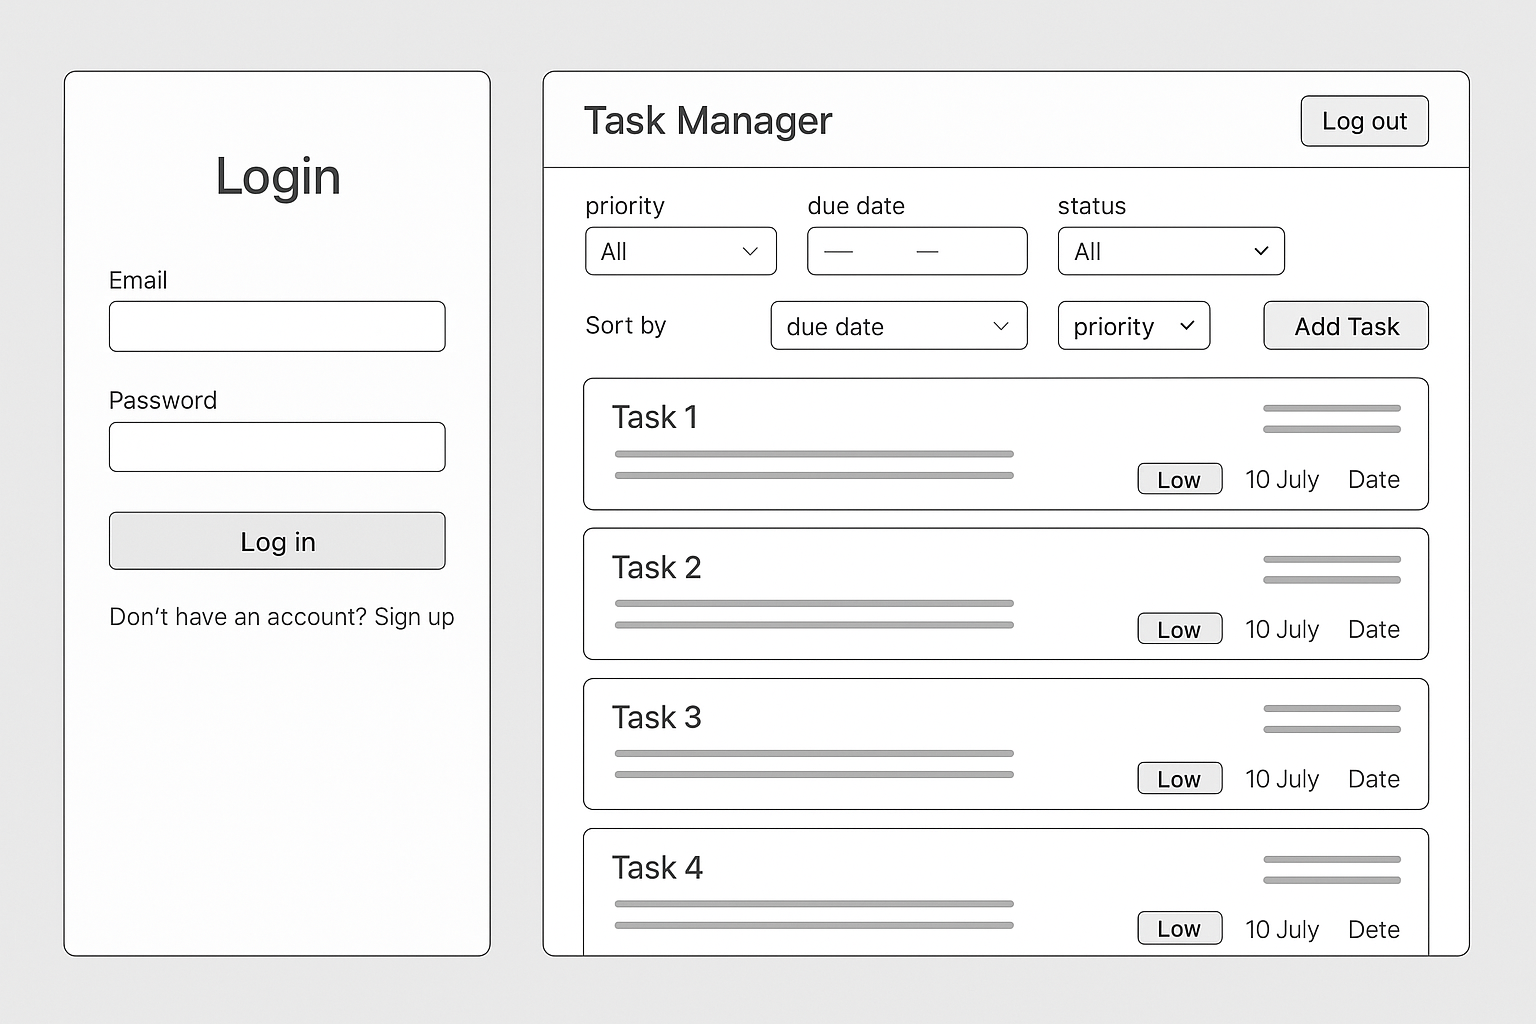 Login
Email
Password
Log in
Don't have an account? Sign up
Task Manager
Log out
priority
due date
status
All
— —
All
Sort by
due date
priority
Add Task
Task 1
Low
10 July
Date
Task 2
Low
10 July
Date
Task 3
Low
10 July
Date
Task 4
Low
10 July
Dete